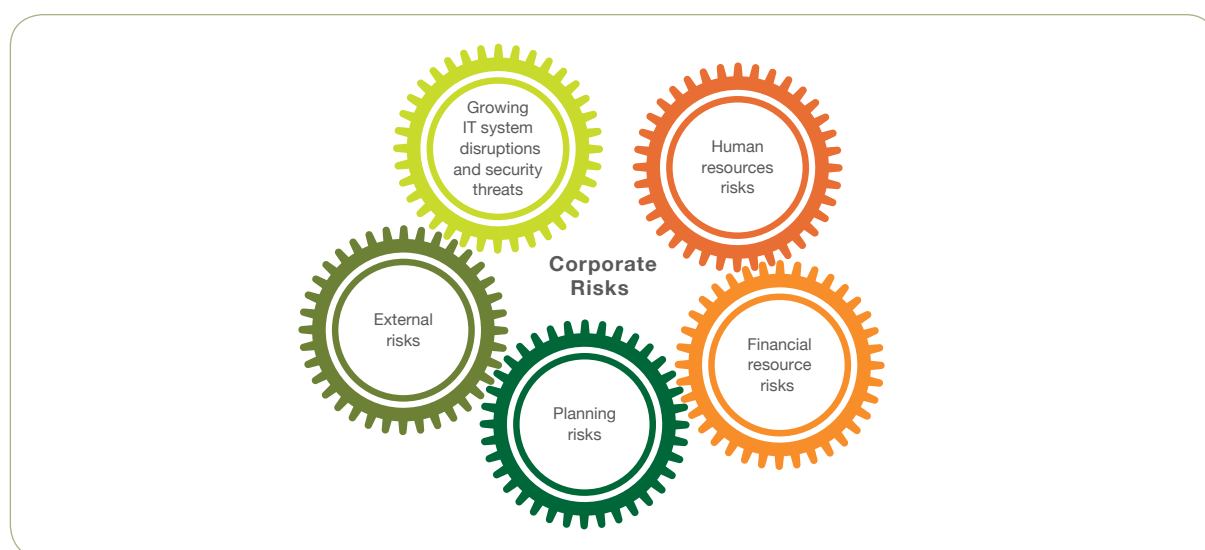 Growing
IT system
disruptions
and security
threats
Human
resources
risks
Corporate
Risks
External
risks
Financial
resource
risks
Planning
risks